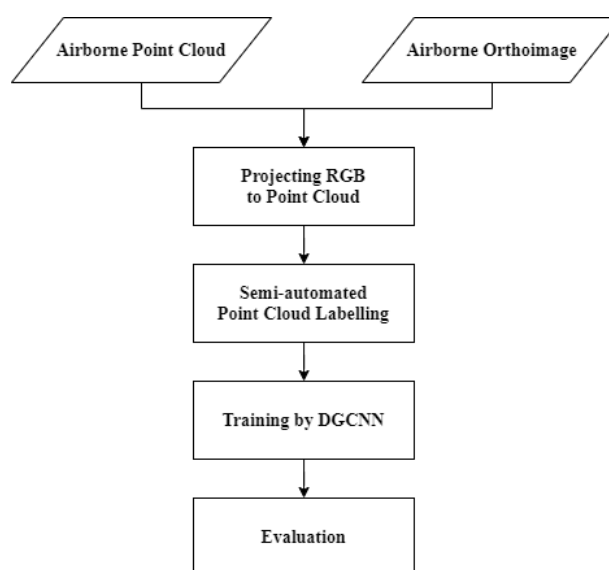 Airborne Point Cloud
Airborne Orthoimage
Projecting RGB
to Point Cloud
Semi-automated
Point Cloud Labelling
Training by DGCNN
Evaluation